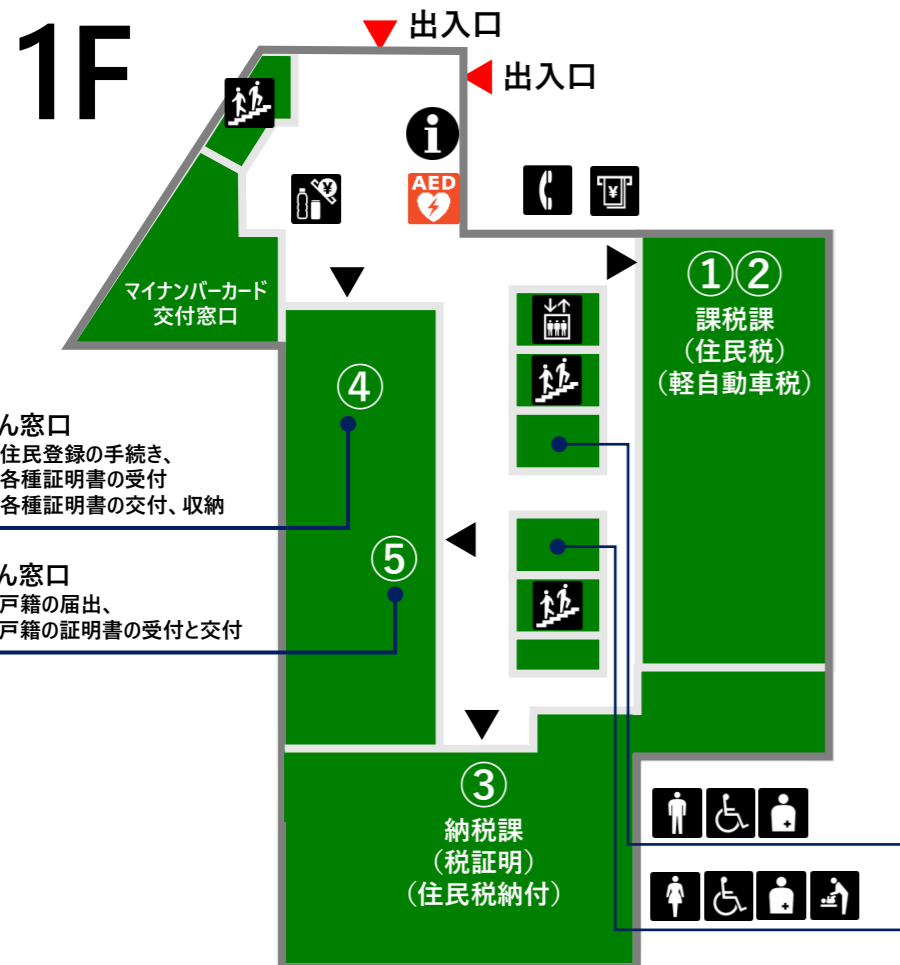 1F
出入口
出入口
AED
¥
¥
マイナンバーカード
交付窓口
①②
課税課
（住民税）
（軽自動車税）
④
ん窓口
住民登録の手続き、
各種証明書の受付
各種証明書の交付、収納
⑤
ん窓口
戸籍の届出、
戸籍の証明書の受付と交付
③
納税課
（税証明）
（住民税納付）